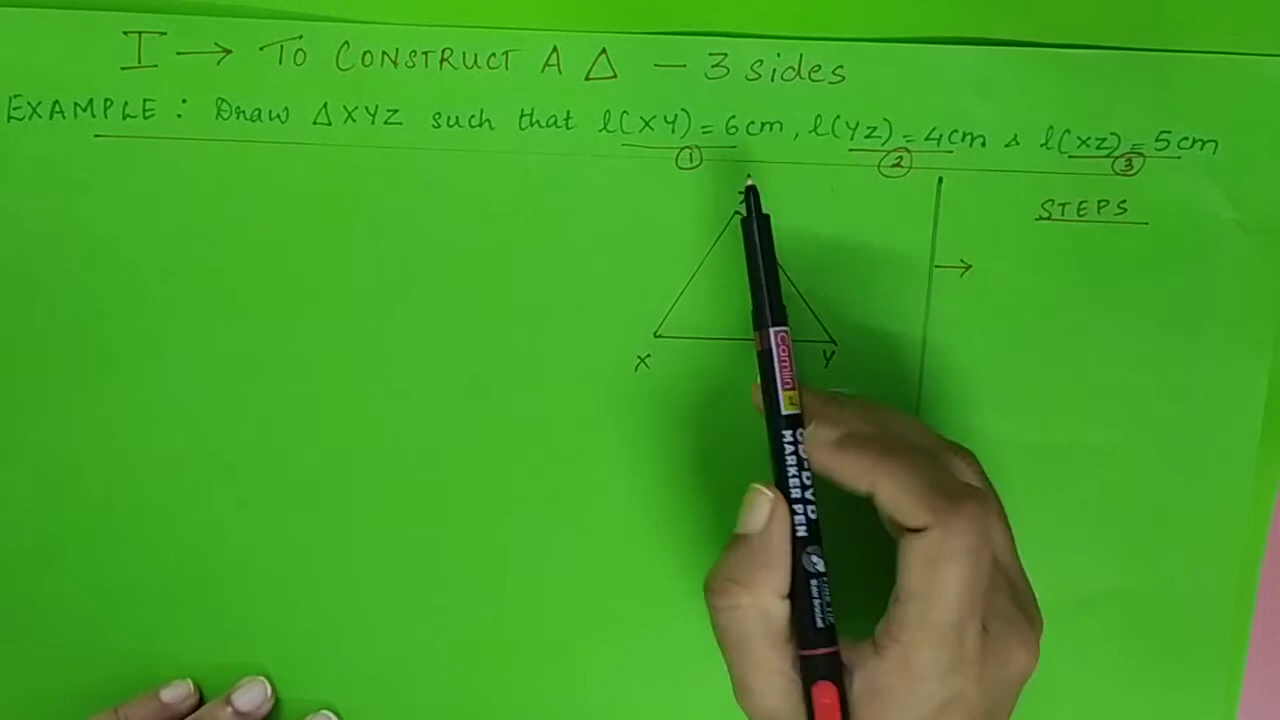 I → TO CONSTRUCT A △ – 3 sides
EXAMPLE : Draw △XYZ such that l(XY) = 6cm, l(YZ) = 4cm & l(XZ) = 5cm
① ② ③
STEPS
→
X Y
Camlin
CD-DVD
MARKER PEN